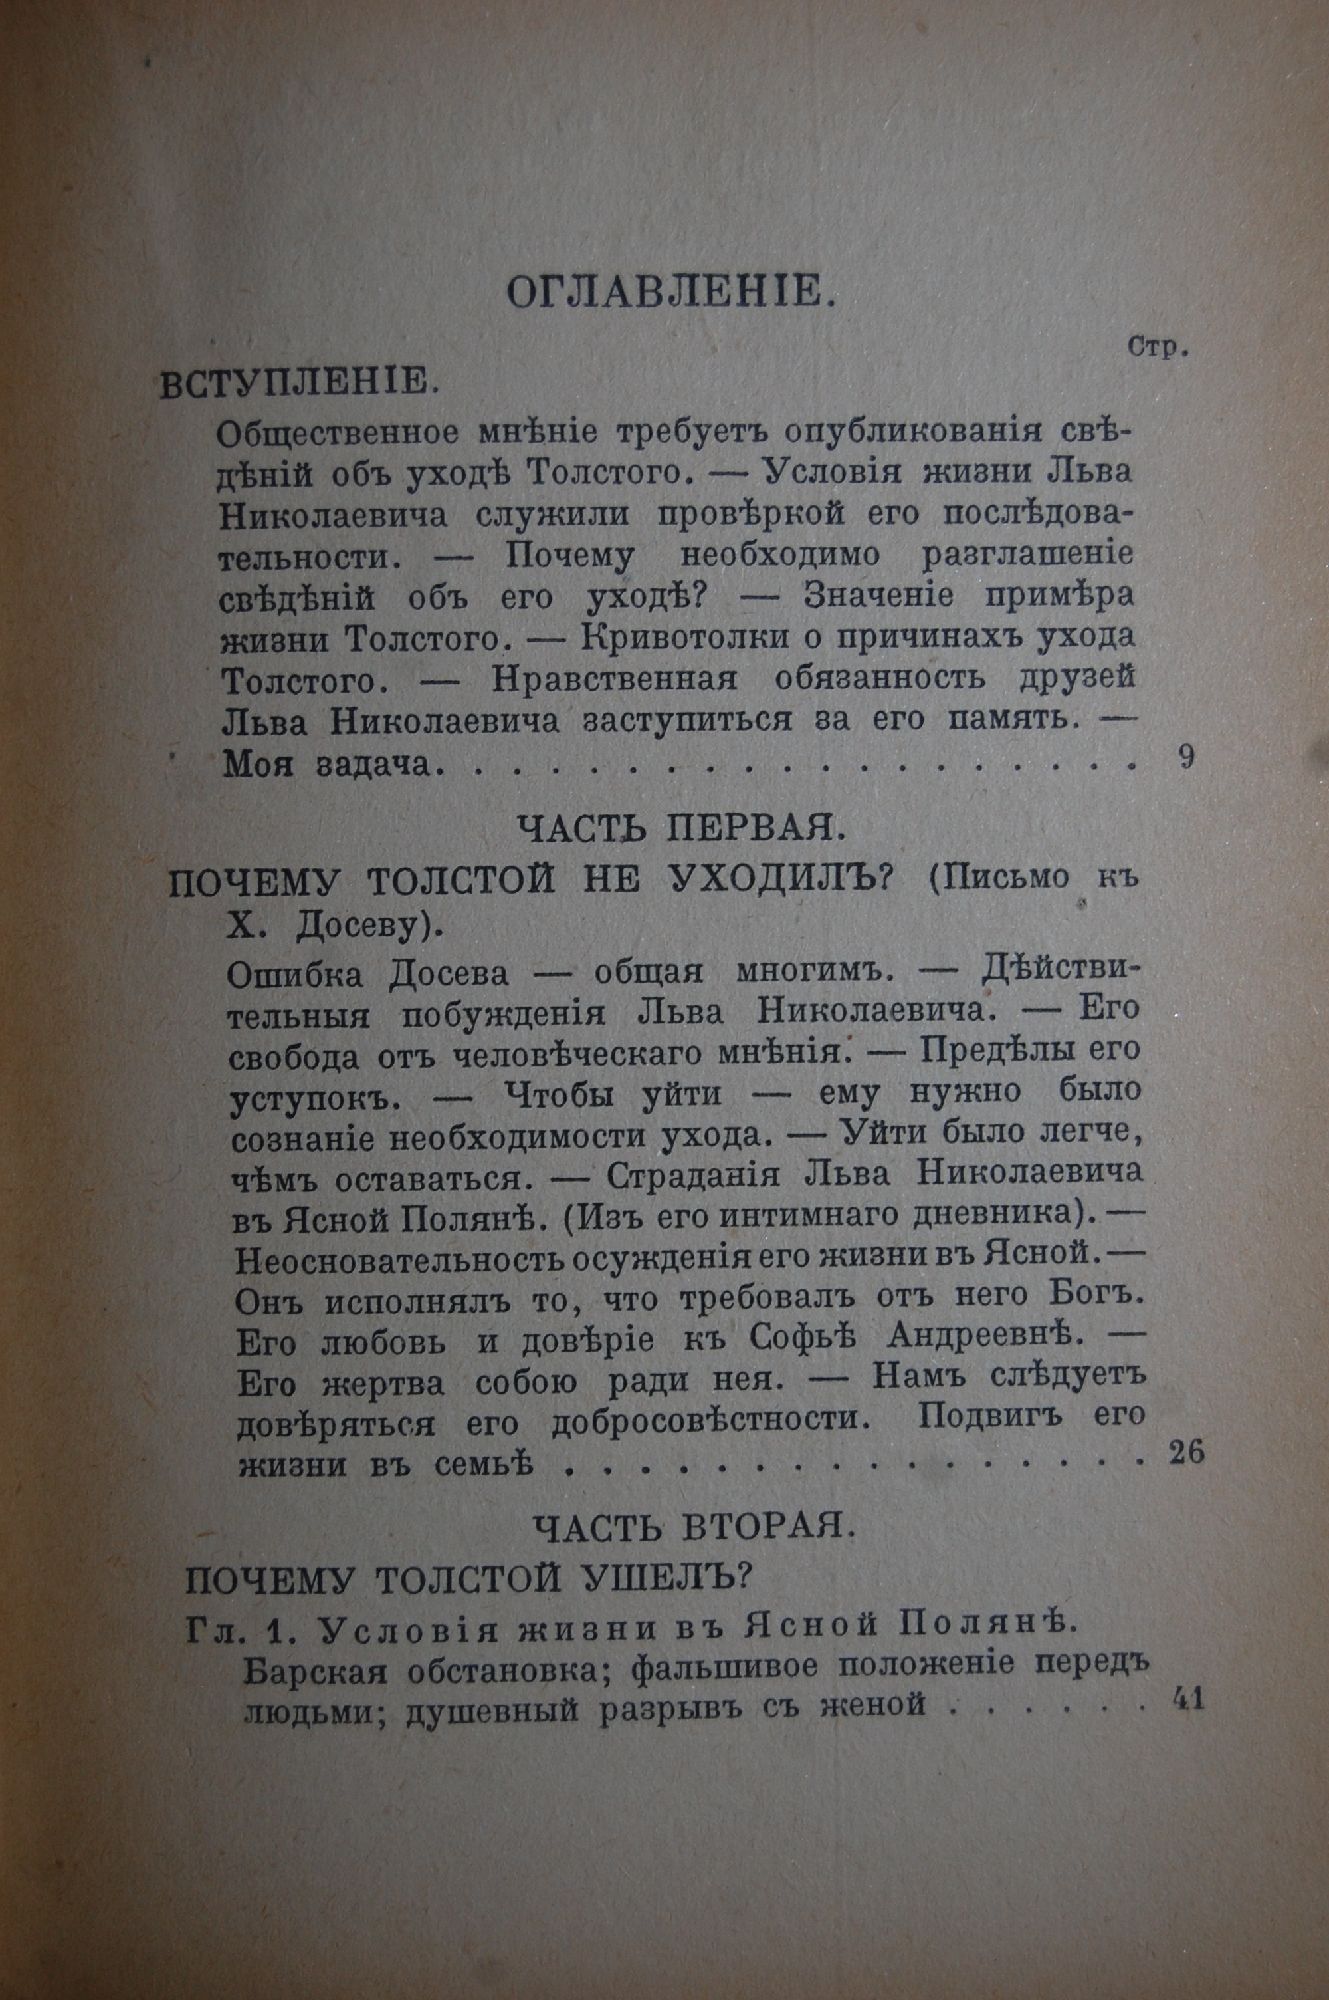 ОГЛАВЛЕНІЕ.
Стр.
ВСТУПЛЕНІЕ.
Общественное мнѣніе требуетъ опубликованія свѣ-
дѣній объ уходѣ Толстого. — Условія жизни Льва
Николаевича служили провѣркой его послѣдова-
тельности. — Почему необходимо разглашеніе
свѣдѣній объ его уходѣ? — Значеніе примѣра
жизни Толстого. — Кривотолки о причинахъ ухода
Толстого. — Нравственная обязанность друзей
Льва Николаевича заступиться за его память. —
Моя задача. . . . . . . . . . . . . . . . . . . 9
ЧАСТЬ ПЕРВАЯ.
ПОЧЕМУ ТОЛСТОЙ НЕ УХОДИЛЪ? (Письмо къ
Х. Досеву).
Ошибка Досева — общая многимъ. — Дѣйстви-
тельныя побужденія Льва Николаевича. — Его
свобода отъ человѣческаго мнѣнія. — Предѣлы его
уступокъ. — Чтобы уйти — ему нужно было
сознаніе необходимости ухода. — Уйти было легче,
чѣмъ оставаться. — Страданія Льва Николаевича
въ Ясной Полянѣ. (Изъ его интимнаго дневника). —
Неосновательность осужденія его жизни въ Ясной. —
Онъ исполнялъ то, что требовалъ отъ него Богъ.
Его любовь и довѣріе къ Софьѣ Андреевнѣ. —
Его жертва собою ради нея. — Намъ слѣдуетъ
довѣряться его добросовѣстности. Подвигъ его
жизни въ семьѣ . . . . . . . . . . . . . . . . 26
ЧАСТЬ ВТОРАЯ.
ПОЧЕМУ ТОЛСТОЙ УШЕЛЪ?
Гл. 1. Условія жизни въ Ясной Полянѣ.
Барская обстановка; фальшивое положеніе передъ
людьми; душевный разрывъ съ женой . . . . . . 41